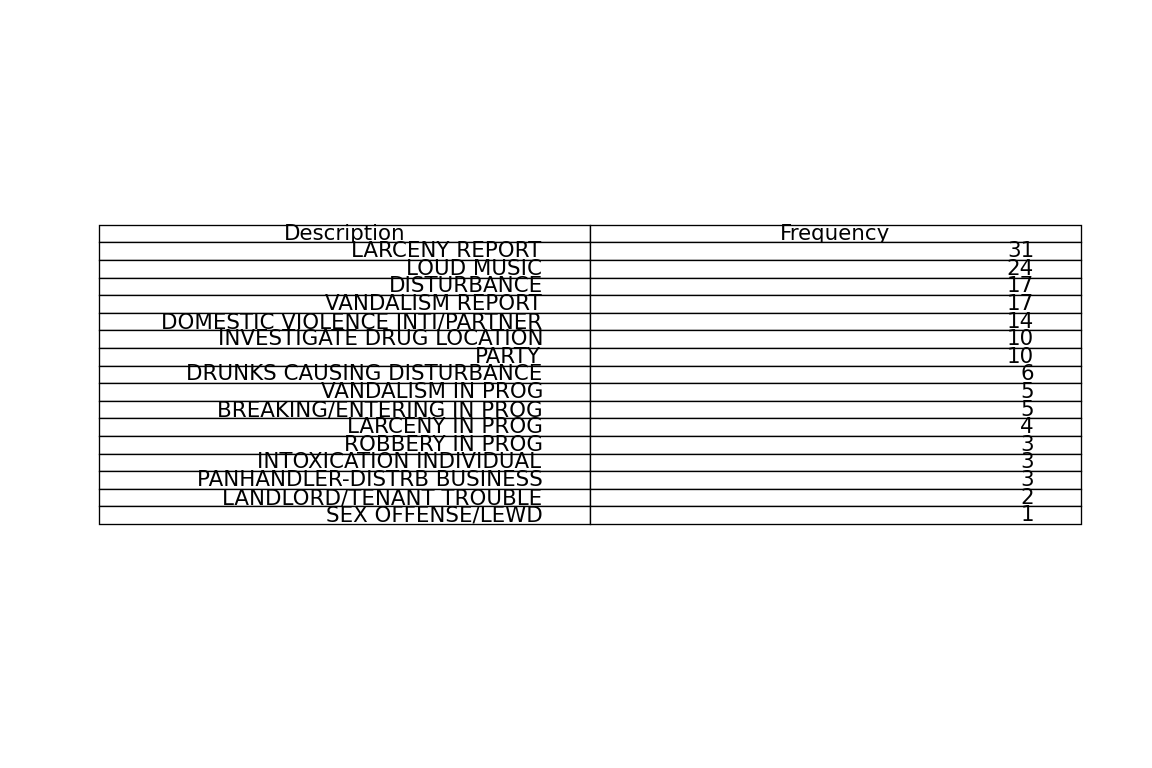 Description Frequency
LARCENY REPORT 31
LOUD MUSIC 24
DISTURBANCE 17
VANDALISM REPORT 17
DOMESTIC VIOLENCE INTI/PARTNER 14
INVESTIGATE DRUG LOCATION 10
PARTY 10
DRUNKS CAUSING DISTURBANCE 6
VANDALISM IN PROG 5
BREAKING/ENTERING IN PROG 5
LARCENY IN PROG 4
ROBBERY IN PROG 3
INTOXICATION INDIVIDUAL 3
PANHANDLER-DISTRB BUSINESS 3
LANDLORD/TENANT TROUBLE 2
SEX OFFENSE/LEWD 1